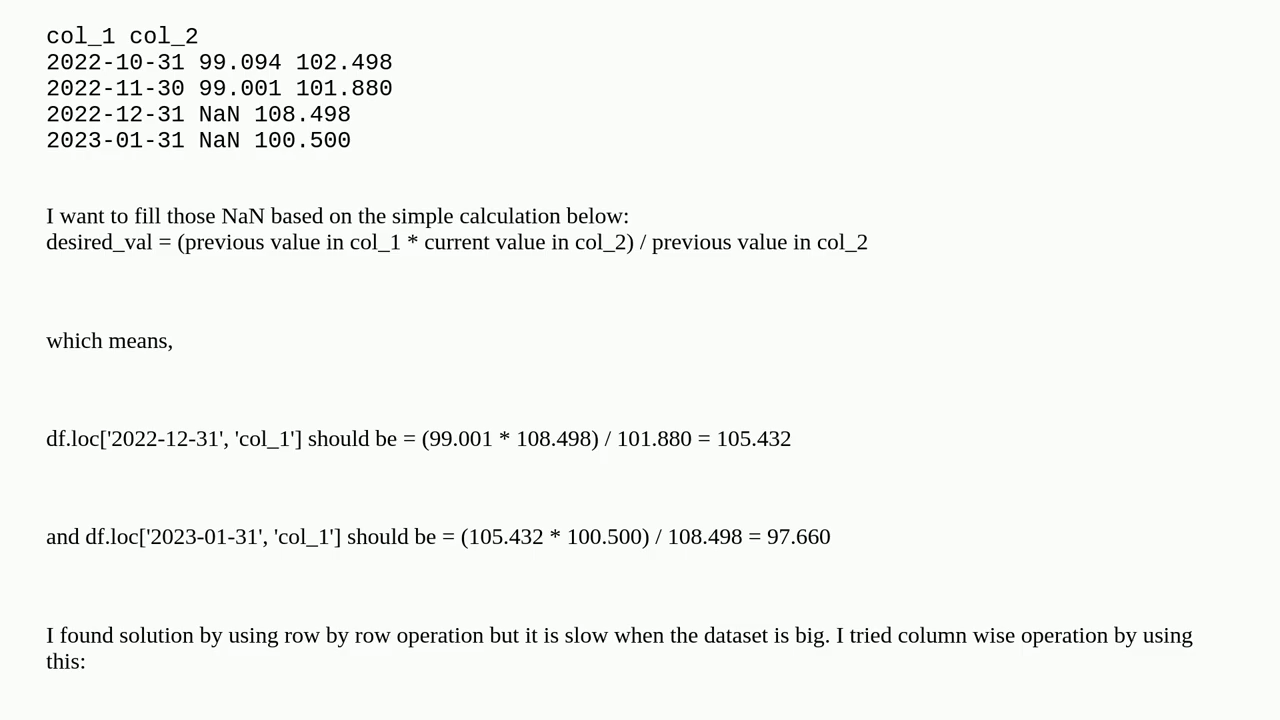 col_1 col_2
2022-10-31 99.094 102.498
2022-11-30 99.001 101.880
2022-12-31 NaN 108.498
2023-01-31 NaN 100.500
I want to fill those NaN based on the simple calculation below:
desired_val = (previous value in col_1 * current value in col_2) / previous value in col_2
which means,
df.loc['2022-12-31', 'col_1'] should be = (99.001 * 108.498) / 101.880 = 105.432
and df.loc['2023-01-31', 'col_1'] should be = (105.432 * 100.500) / 108.498 = 97.660
I found solution by using row by row operation but it is slow when the dataset is big. I tried column wise operation by using
this: